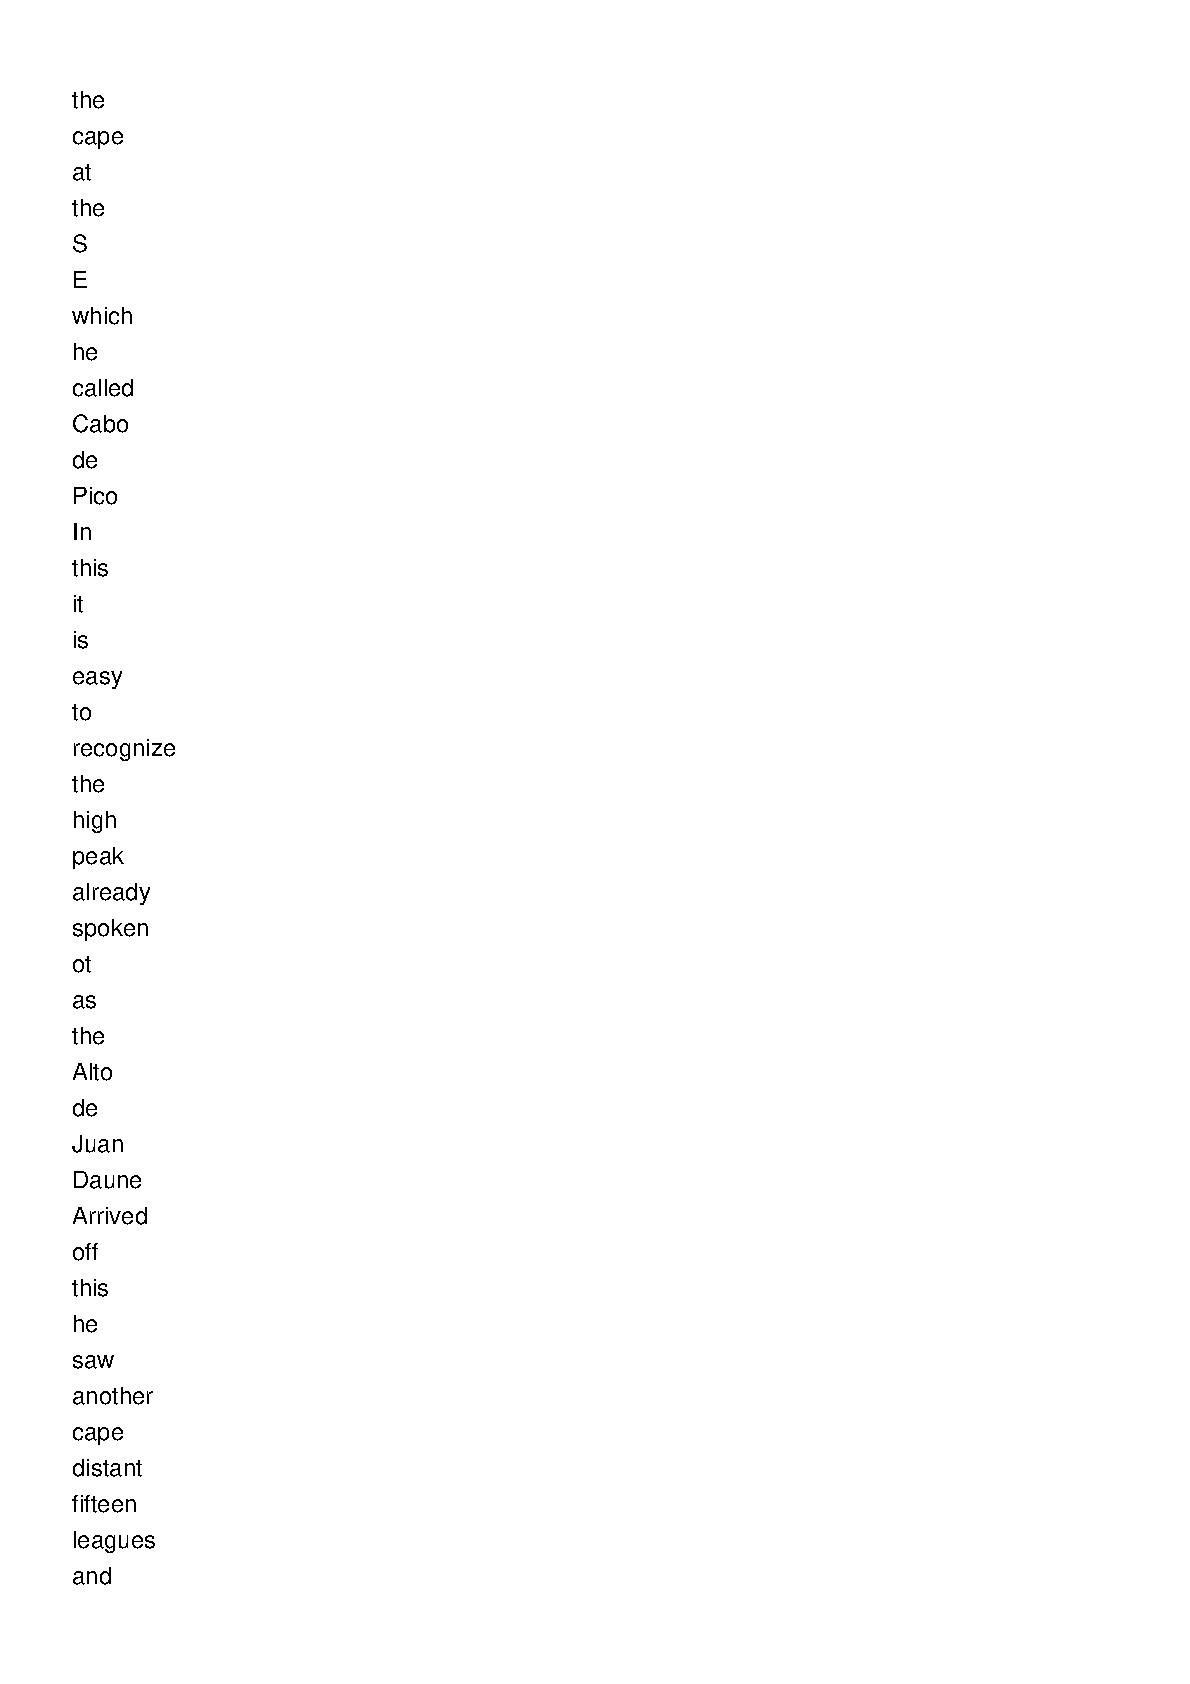 the
cape
at
the
S
E
which
he
called
Cabo
de
Pico
In
this
it
is
easy
to
recognize
the
high
peak
already
spoken
ot
as
the
Alto
de
Juan
Daune
Arrived
off
this
he
saw
another
cape
distant
fifteen
leagues
and